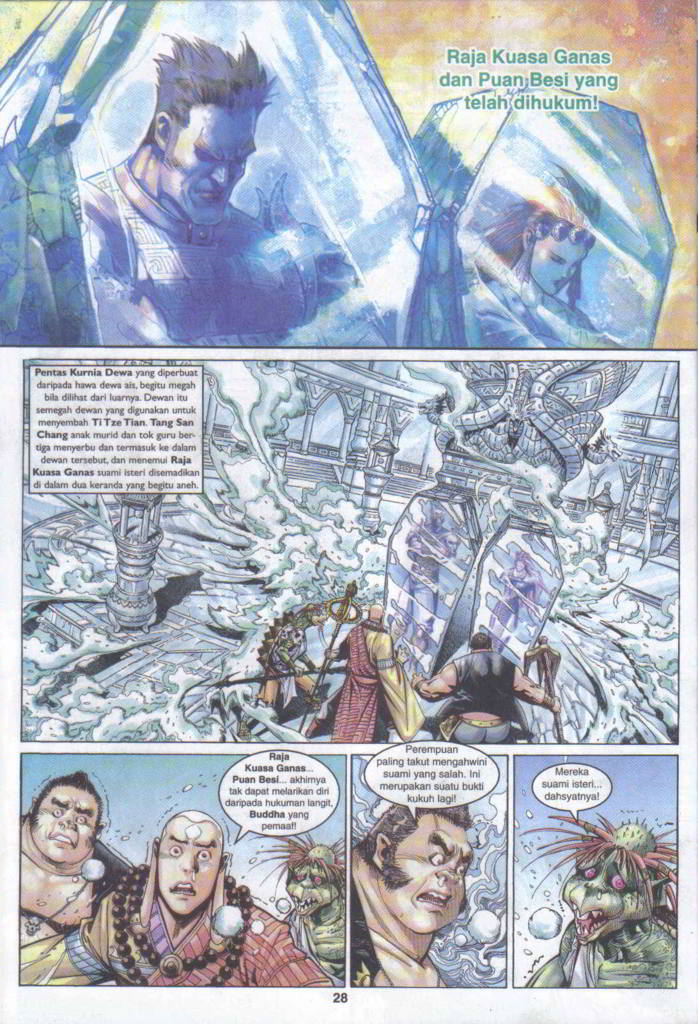 Raja Kuasa Ganas
dan Puan Besi yang
telah dihukum!
Pentas Kurnia Dewa yang diperbuat
daripada hawa dewa ais, begitu megah
bila dilihat dari luarnya. Dewan itu
semegah dewan yang digunakan untuk
menyembah Ti Tze Tian. Tang San
Chang anak murid dan tok guru ber-
tiga menyerbu dan termasuk ke dalam
dewan tersebut, dan menemui Raja
Kuasa Ganas suami isteri disemadikan
di dalam dua keranda yang begitu aneh.
Raja
Kuasa Ganas...
Puan Besi... akhirnya
tak dapat melarikan diri
daripada hukuman langit,
Buddha yang
pemaaf!
Perempuan
paling takut mengahwini
suami yang salah. Ini
merupakan suatu bukti
kukuh lagi!
Mereka
suami isteri...
dahsyatnya!
28